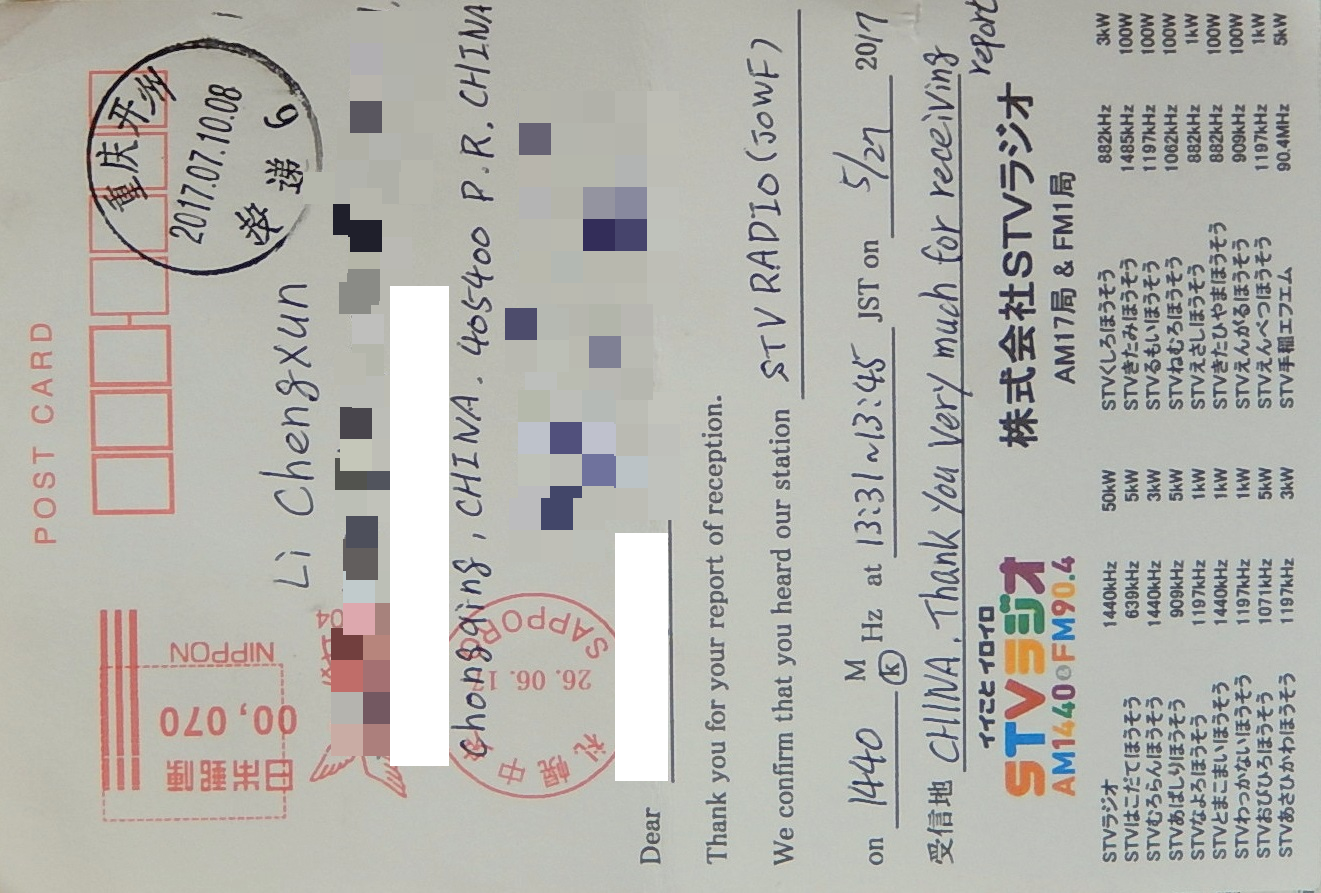 POST CARD
NIPPON
00,070
日本郵便
重庆开州
2017.07.10.08
投递 6
Li Chengxun
Chongqing, CHINA. 405400 P.R. CHINA
SAPPORO
26. 06. 17
札幌中央
Dear
Thank you for your report of reception.
We confirm that you heard our station STV RADIO (JOWF)
on 1440 M k Hz at 13:31~13:45 JST on 5/27 2017
受信地 CHINA. Thank You Very much for receiving
report
イイことイロイロ
STVラジオ
AM1440 FM90.4
株式会社STVラジオ
AM17局 & FM1局
STVラジオ 1440kHz 50kW
STVはこだてほうそう 639kHz 5kW
STVむろらんほうそう 1440kHz 3kW
STVあばしりほうそう 909kHz 5kW
STVなよろほうそう 1197kHz 1kW
STVとまこまいほうそう 1440kHz 1kW
STVわっかないほうそう 1197kHz 1kW
STVおびひろほうそう 1071kHz 5kW
STVあさひかわほうそう 1197kHz 3kW
STVくしろほうそう 882kHz 3kW
STVきたみほうそう 1485kHz 100W
STVるもいほうそう 1197kHz 100W
STVねむろほうそう 1062kHz 100W
STVえさしほうそう 882kHz 1kW
STVきたひやまほうそう 882kHz 100W
STVえんがるほうそう 909kHz 100W
STVえんべつほうそう 1197kHz 1kW
STV手稲エフエム 90.4MHz 5kW